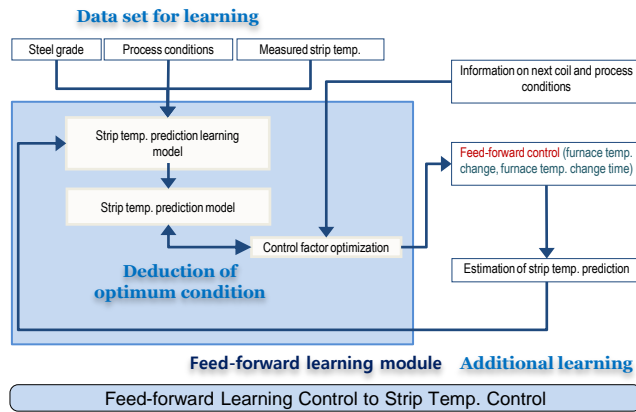 Data set for learning
Steel grade
Process conditions
Measured strip temp.
Information on next coil and process
conditions
Strip temp. prediction learning
model
Feed-forward control (furnace temp.
change, furnace temp. change time)
Strip temp. prediction model
Control factor optimization
Deduction of
optimum condition
Estimation of strip temp. prediction
Feed-forward learning module
Additional learning
Feed-forward Learning Control to Strip Temp. Control